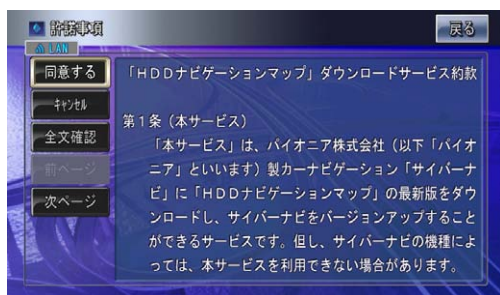 許諾事項
戻る
LAN
同意する
キャンセル
全文確認
前ページ
次ページ
「HDDナビゲーションマップ」ダウンロードサービス約款
第1条（本サービス）
「本サービス」は、パイオニア株式会社（以下「パイオ
ニア」といいます）製カーナビゲーション「サイバーナ
ビ」に「HDDナビゲーションマップ」の最新版をダウ
ンロードし、サイバーナビをバージョンアップすること
ができるサービスです。但し、サイバーナビの機種によ
っては、本サービスを利用できない場合があります。